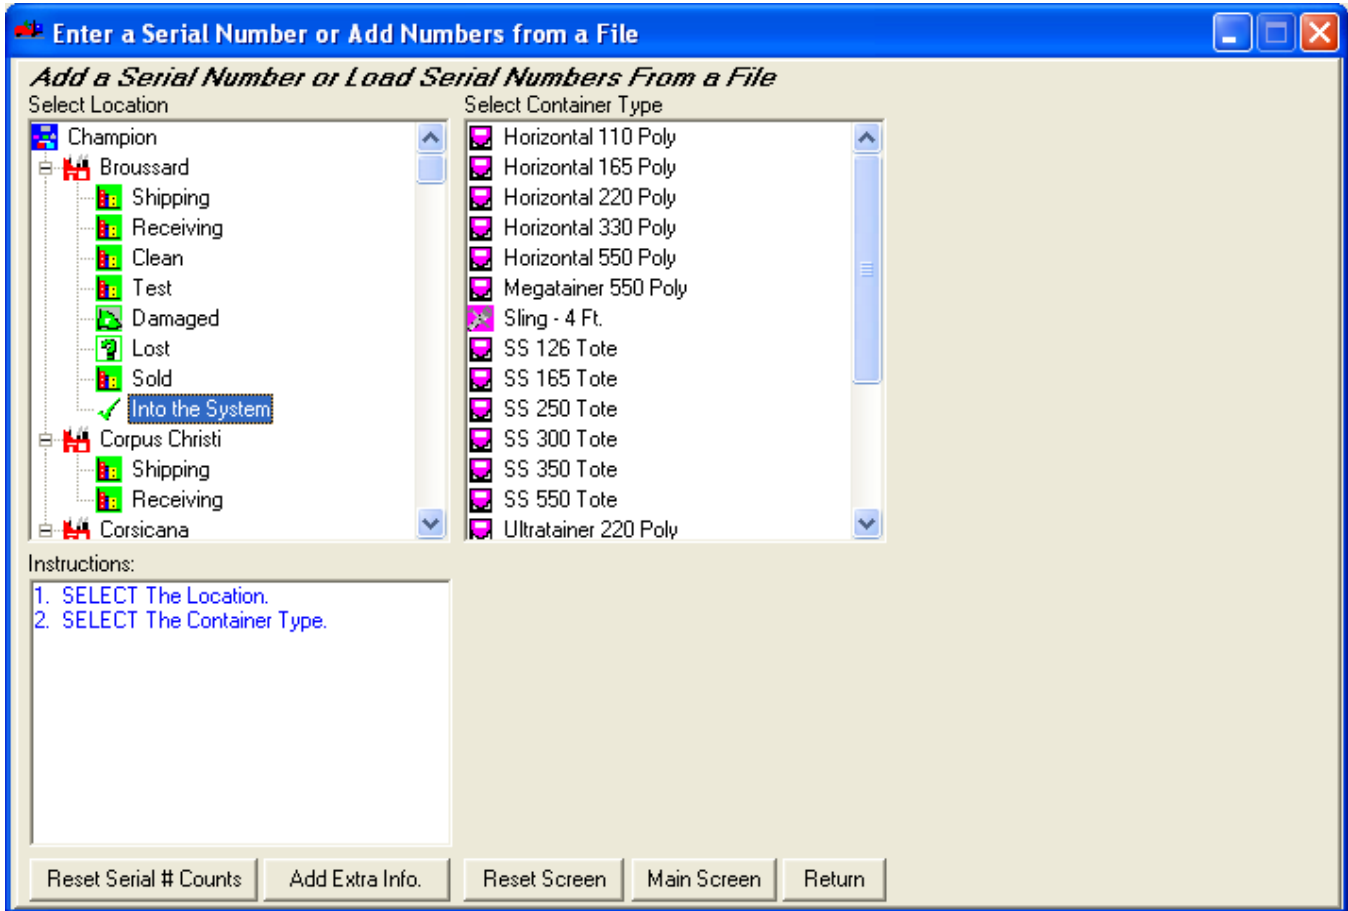 Enter a Serial Number or Add Numbers from a File
Add a Serial Number or Load Serial Numbers From a File
Select Location
Champion
Broussard
Shipping
Receiving
Clean
Test
Damaged
Lost
Sold
Into the System
Corpus Christi
Shipping
Receiving
Corsicana
Select Container Type
Horizontal 110 Poly
Horizontal 165 Poly
Horizontal 220 Poly
Horizontal 330 Poly
Horizontal 550 Poly
Megatainer 550 Poly
Sling - 4 Ft.
SS 126 Tote
SS 165 Tote
SS 250 Tote
SS 300 Tote
SS 350 Tote
SS 550 Tote
Ultratainer 220 Poly
Instructions:
1. SELECT The Location.
2. SELECT The Container Type.
Reset Serial # Counts
Add Extra Info.
Reset Screen
Main Screen
Return